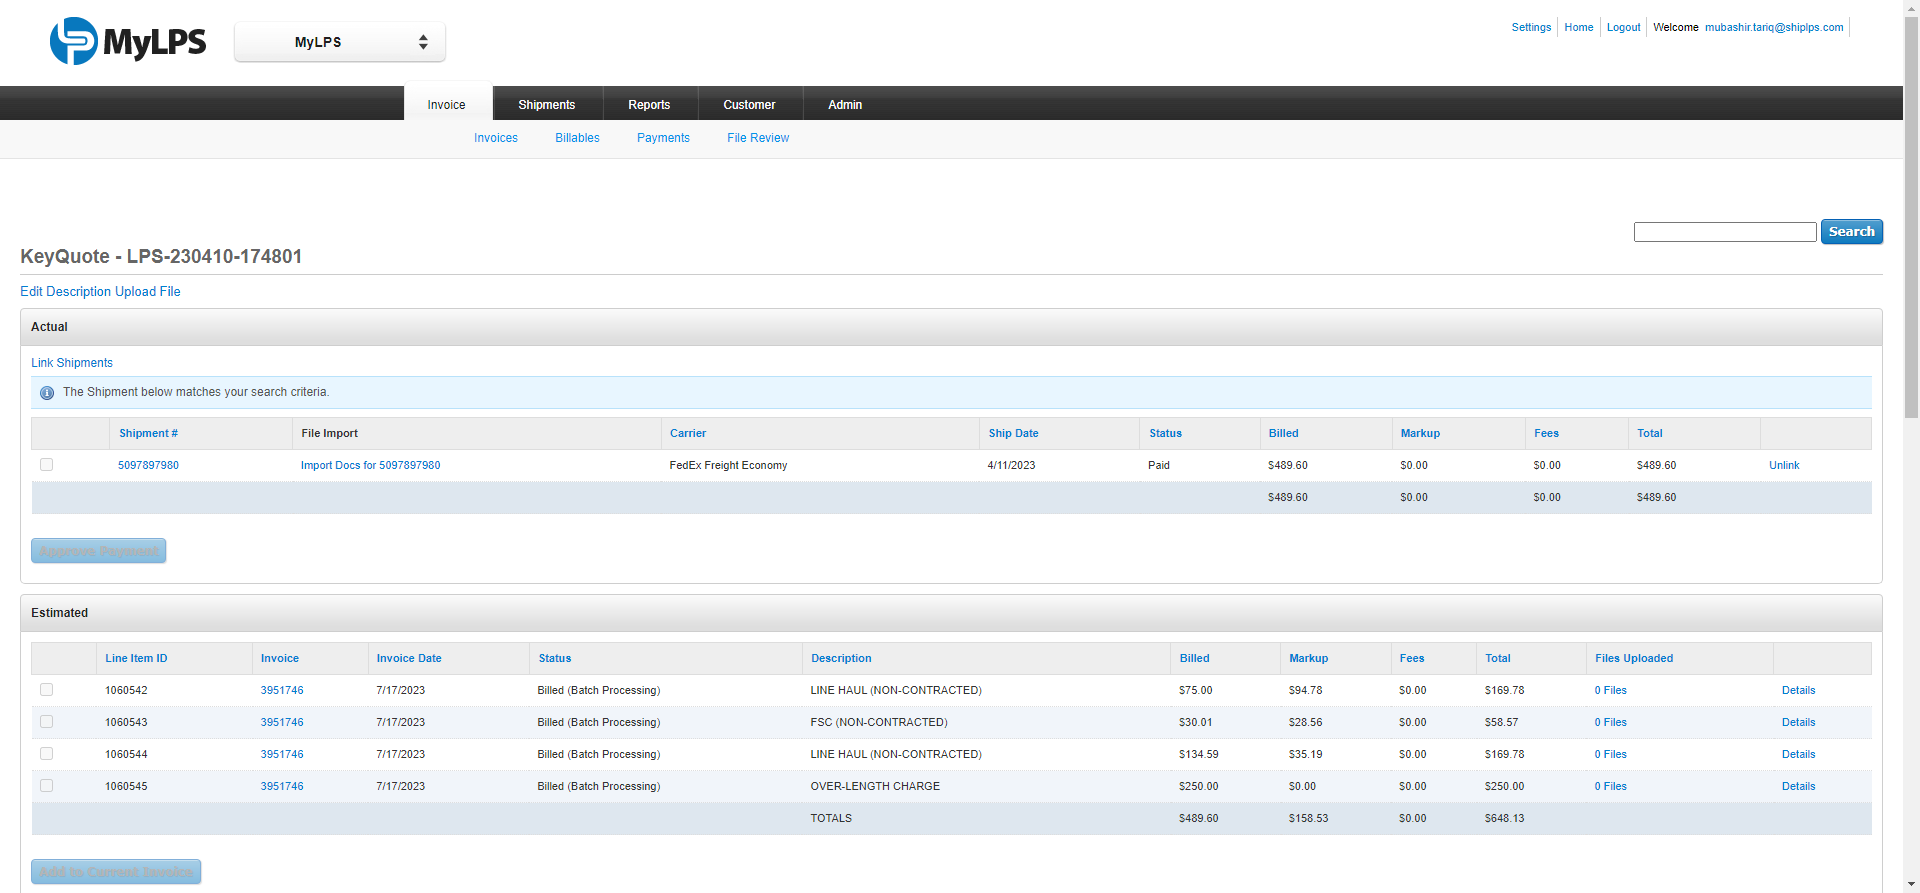 MyLPS
MyLPS
Settings Home Logout Welcome mubashir.tariq@shiplps.com
Invoice Shipments Reports Customer Admin
Invoices Billables Payments File Review
Search
KeyQuote - LPS-230410-174801
Edit Description Upload File
Actual
Link Shipments
The Shipment below matches your search criteria.
Shipment # File Import Carrier Ship Date Status Billed Markup Fees Total
5097897980 Import Docs for 5097897980 FedEx Freight Economy 4/11/2023 Paid $489.60 $0.00 $0.00 $489.60 Unlink
$489.60 $0.00 $0.00 $489.60
Approve Payment
Estimated
Line Item ID Invoice Invoice Date Status Description Billed Markup Fees Total Files Uploaded
1060542 3951746 7/17/2023 Billed (Batch Processing) LINE HAUL (NON-CONTRACTED) $75.00 $94.78 $0.00 $169.78 0 Files Details
1060543 3951746 7/17/2023 Billed (Batch Processing) FSC (NON-CONTRACTED) $30.01 $28.56 $0.00 $58.57 0 Files Details
1060544 3951746 7/17/2023 Billed (Batch Processing) LINE HAUL (NON-CONTRACTED) $134.59 $35.19 $0.00 $169.78 0 Files Details
1060545 3951746 7/17/2023 Billed (Batch Processing) OVER-LENGTH CHARGE $250.00 $0.00 $0.00 $250.00 0 Files Details
TOTALS $489.60 $158.53 $0.00 $648.13
Add to Current Invoice